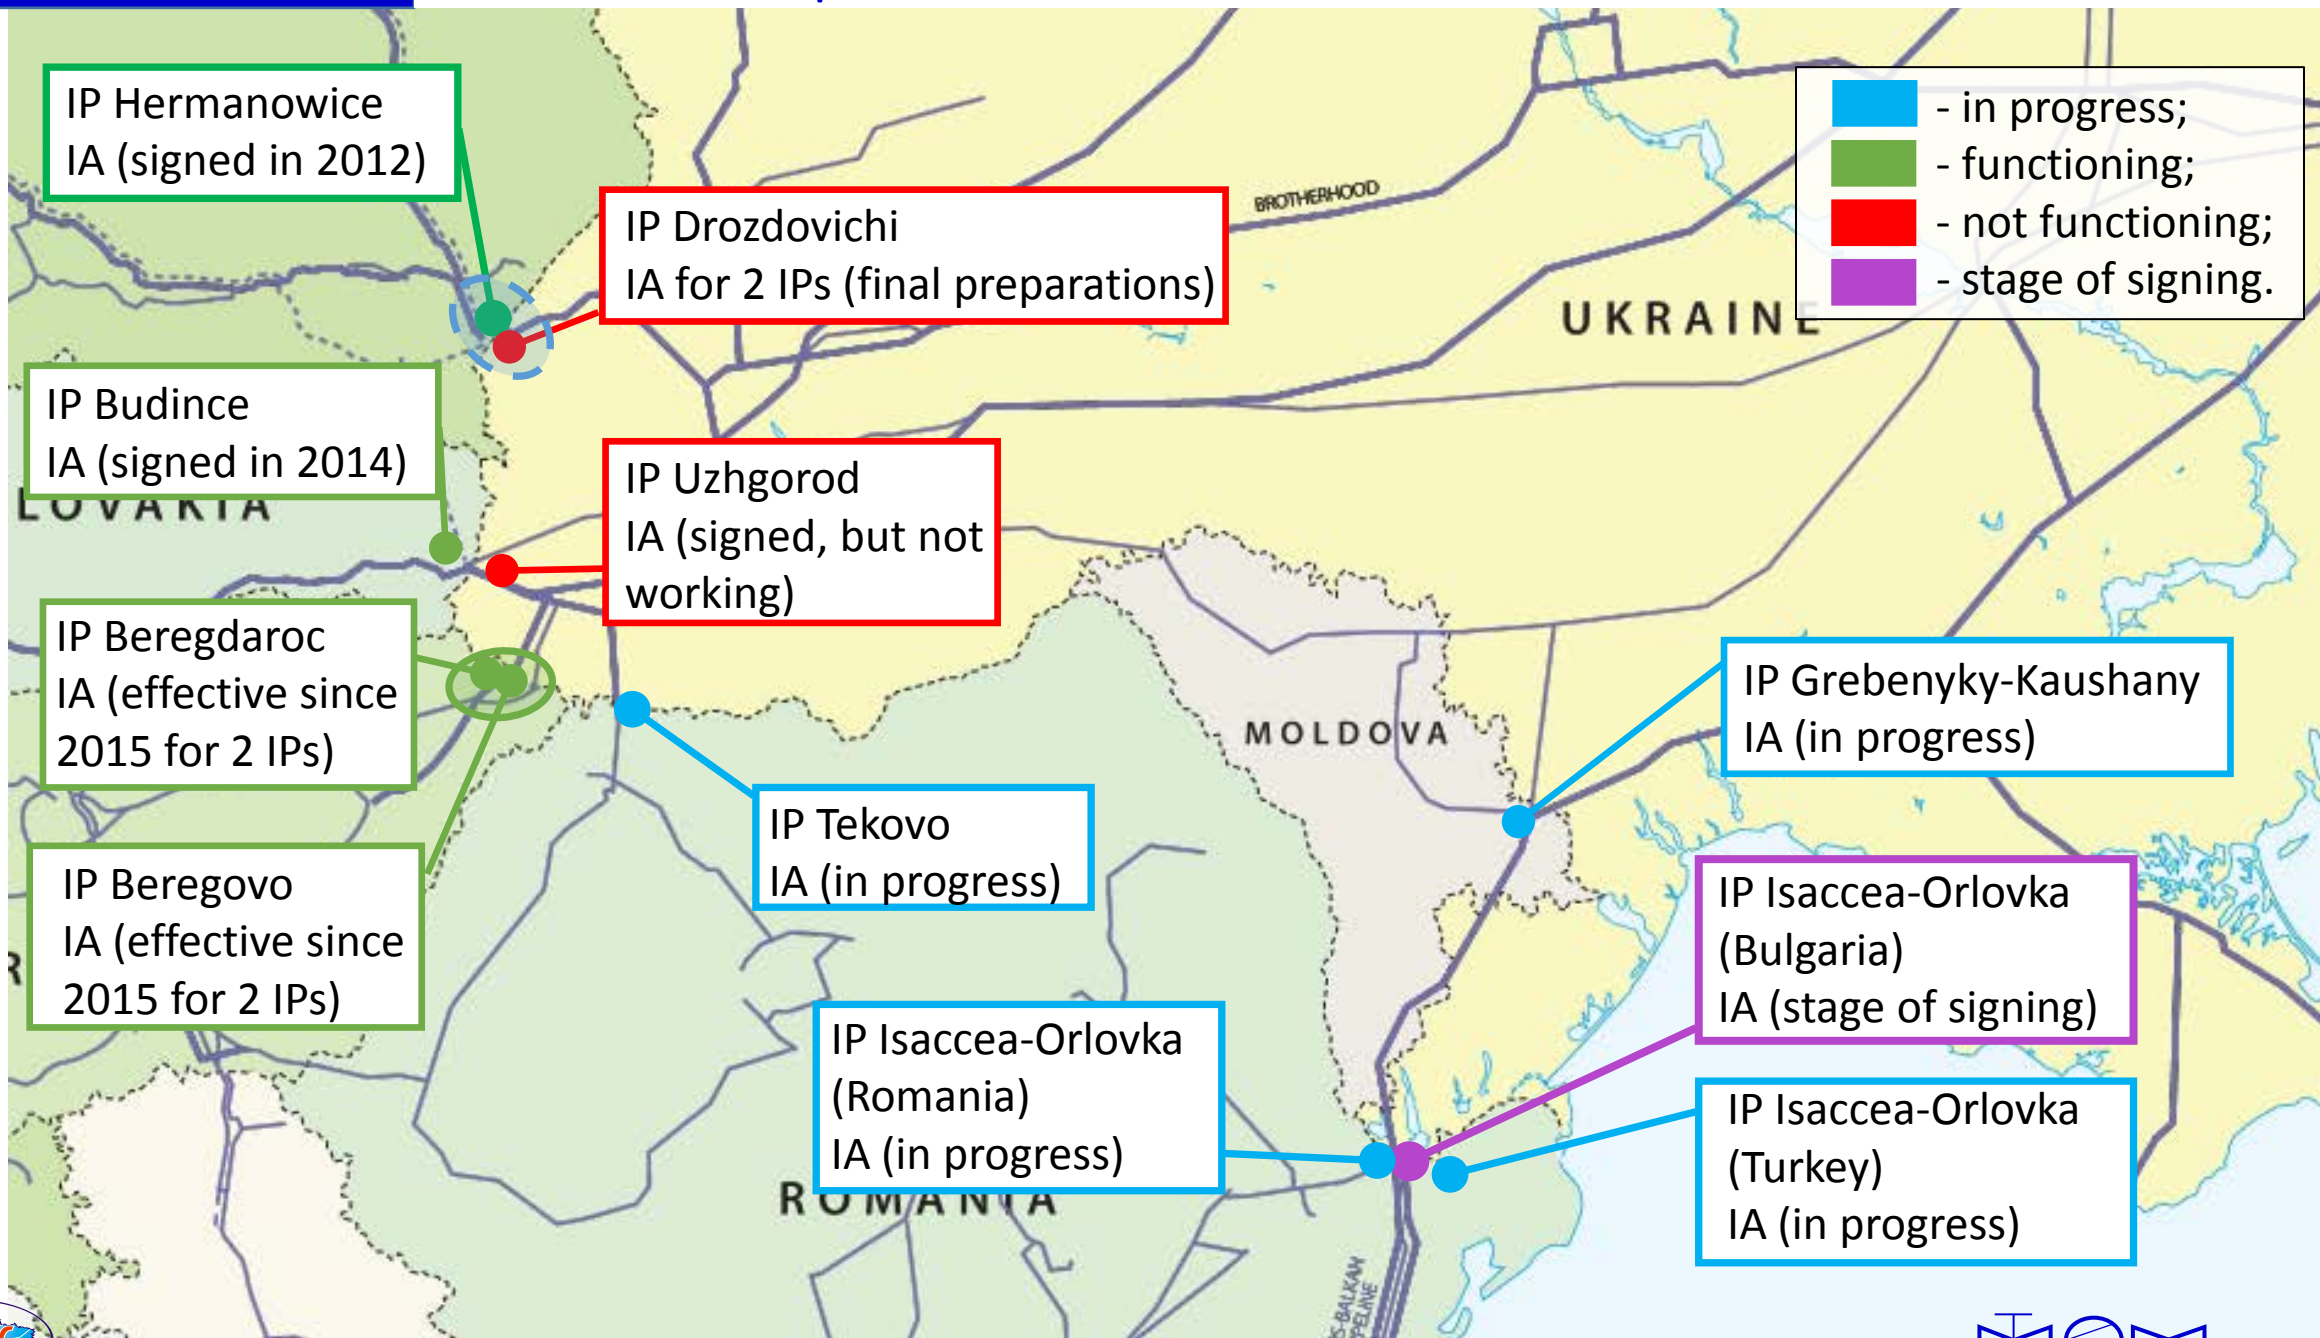 IP Hermanowice
IA (signed in 2012)
- in progress;
- functioning;
- not functioning;
- stage of signing.
BROTHERHOOD
IP Drozdovichi
IA for 2 IPs (final preparations)
UKRAINE
IP Budince
IA (signed in 2014)
LOVAKIA
IP Uzhgorod
IA (signed, but not
working)
IP Beregdaroc
IA (effective since
2015 for 2 IPs)
IP Grebenyky-Kaushany
IA (in progress)
MOLDOVA
IP Tekovo
IA (in progress)
IP Beregovo
IA (effective since
2015 for 2 IPs)
R
IP Isaccea-Orlovka
(Bulgaria)
IA (stage of signing)
IP Isaccea-Orlovka
(Romania)
IA (in progress)
IP Isaccea-Orlovka
(Turkey)
IA (in progress)
ROMANIA
S-BALKAN
PELINE